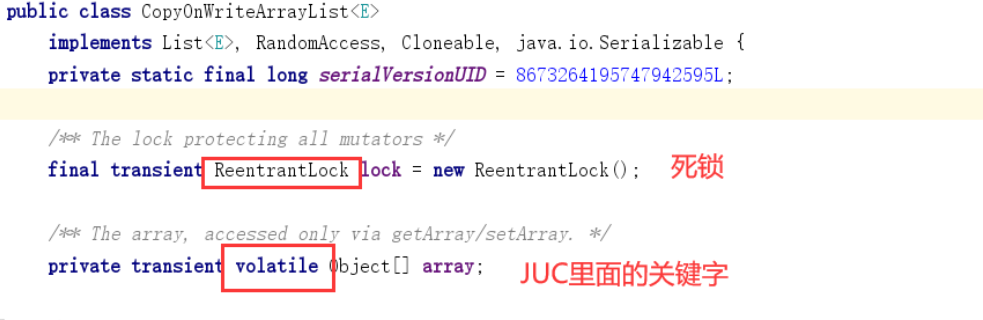 public class CopyOnWriteArrayList<E>
implements List<E>, RandomAccess, Cloneable, java.io.Serializable {
private static final long serialVersionUID = 8673264195747942595L;
/** The lock protecting all mutators */
final transient ReentrantLock lock = new ReentrantLock(); 死锁
/** The array, accessed only via getArray/setArray. */
private transient volatile Object[] array; JUC里面的关键字